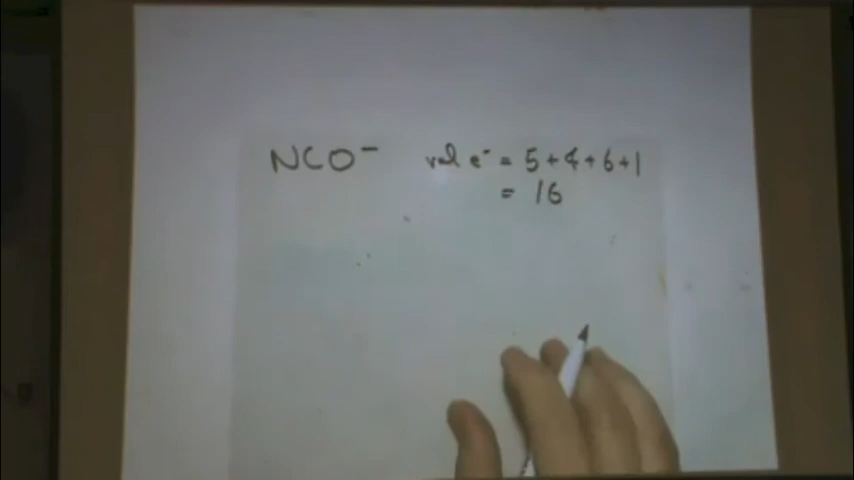 NCO⁻ val e⁻ = 5+4+6+1
= 16